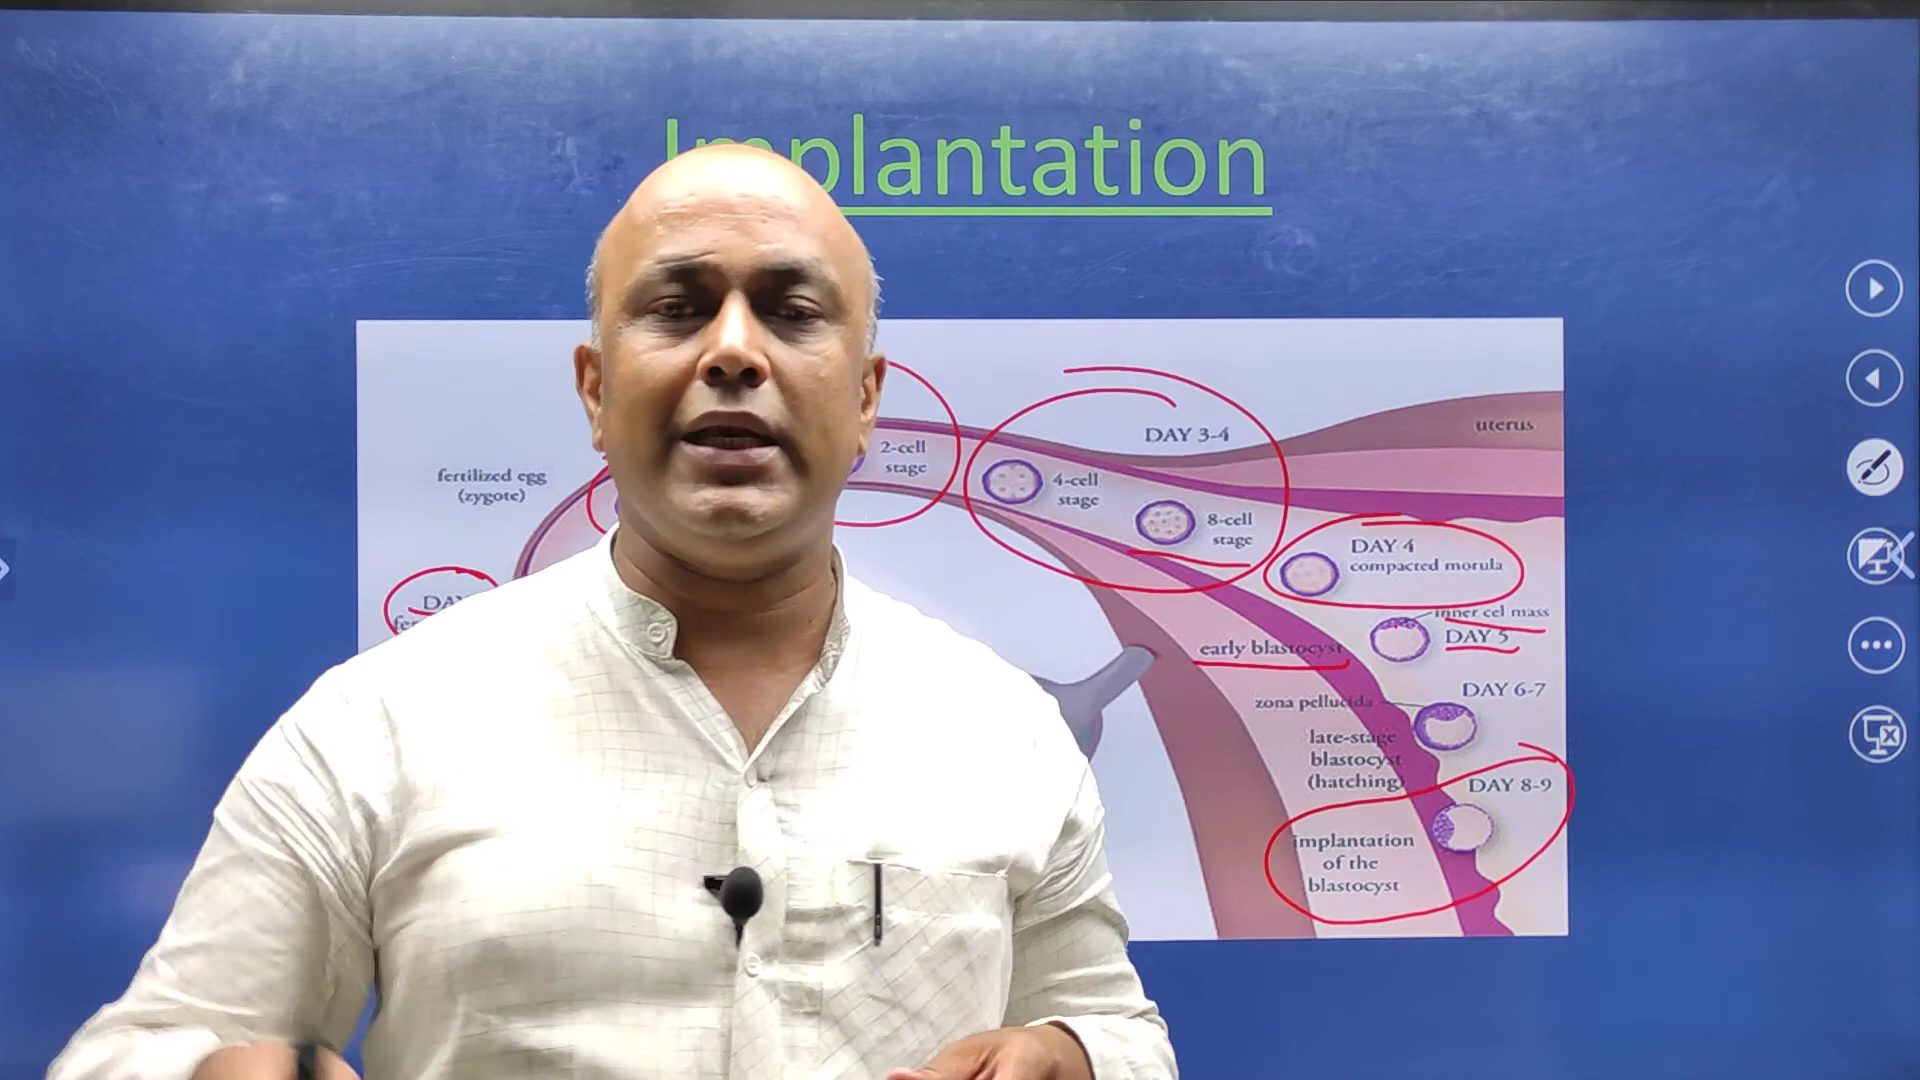 Implantation
uterus
DAY 3-4
2-cell
stage
fertilized egg
(zygote)
4-cell
stage
8-cell
stage
DAY 4
compacted morula
DAY
inner cel mass
DAY 5
early blastocyst
DAY 6-7
zona pellucida
late-stage
blastocyst
(hatching)
DAY 8-9
implantation
of the
blastocyst